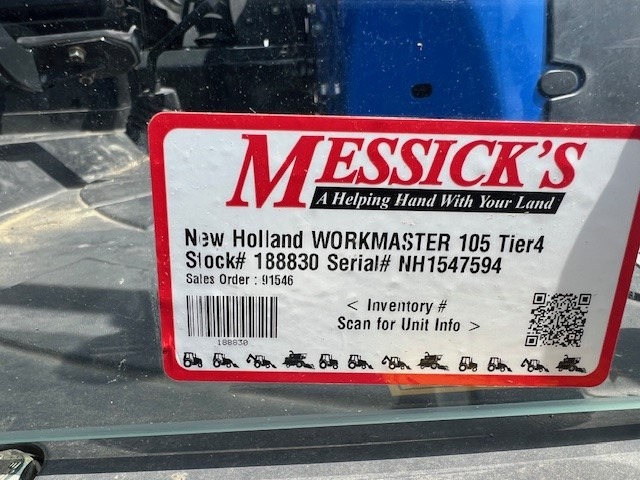 MESSICK'S
A Helping Hand With Your Land
New Holland WORKMASTER 105 Tier4
Stock# 188830 Serial# NH1547594
Sales Order : 91546
< Inventory #
Scan for Unit Info >
188830